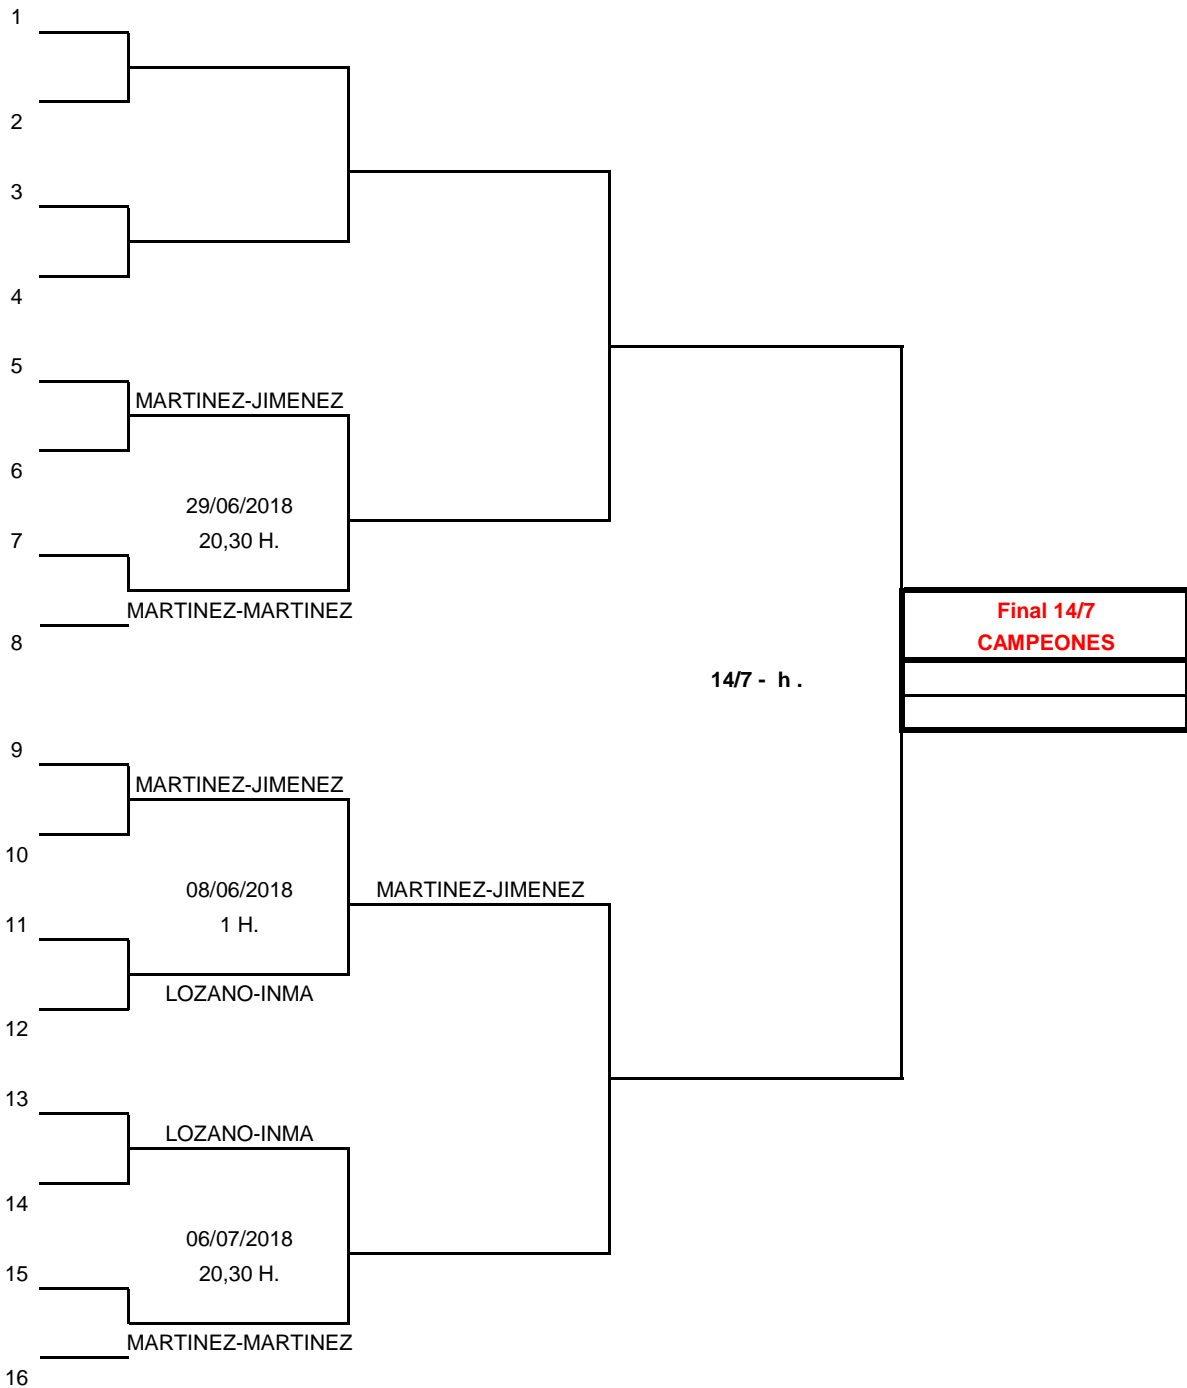 1
2
3
4
5
MARTINEZ-JIMENEZ
6
29/06/2018
7
20,30 H.
MARTINEZ-MARTINEZ
8
Final 14/7
CAMPEONES
14/7 - h .
9
MARTINEZ-JIMENEZ
10
08/06/2018
MARTINEZ-JIMENEZ
11
1 H.
LOZANO-INMA
12
13
LOZANO-INMA
14
06/07/2018
15
20,30 H.
MARTINEZ-MARTINEZ
16